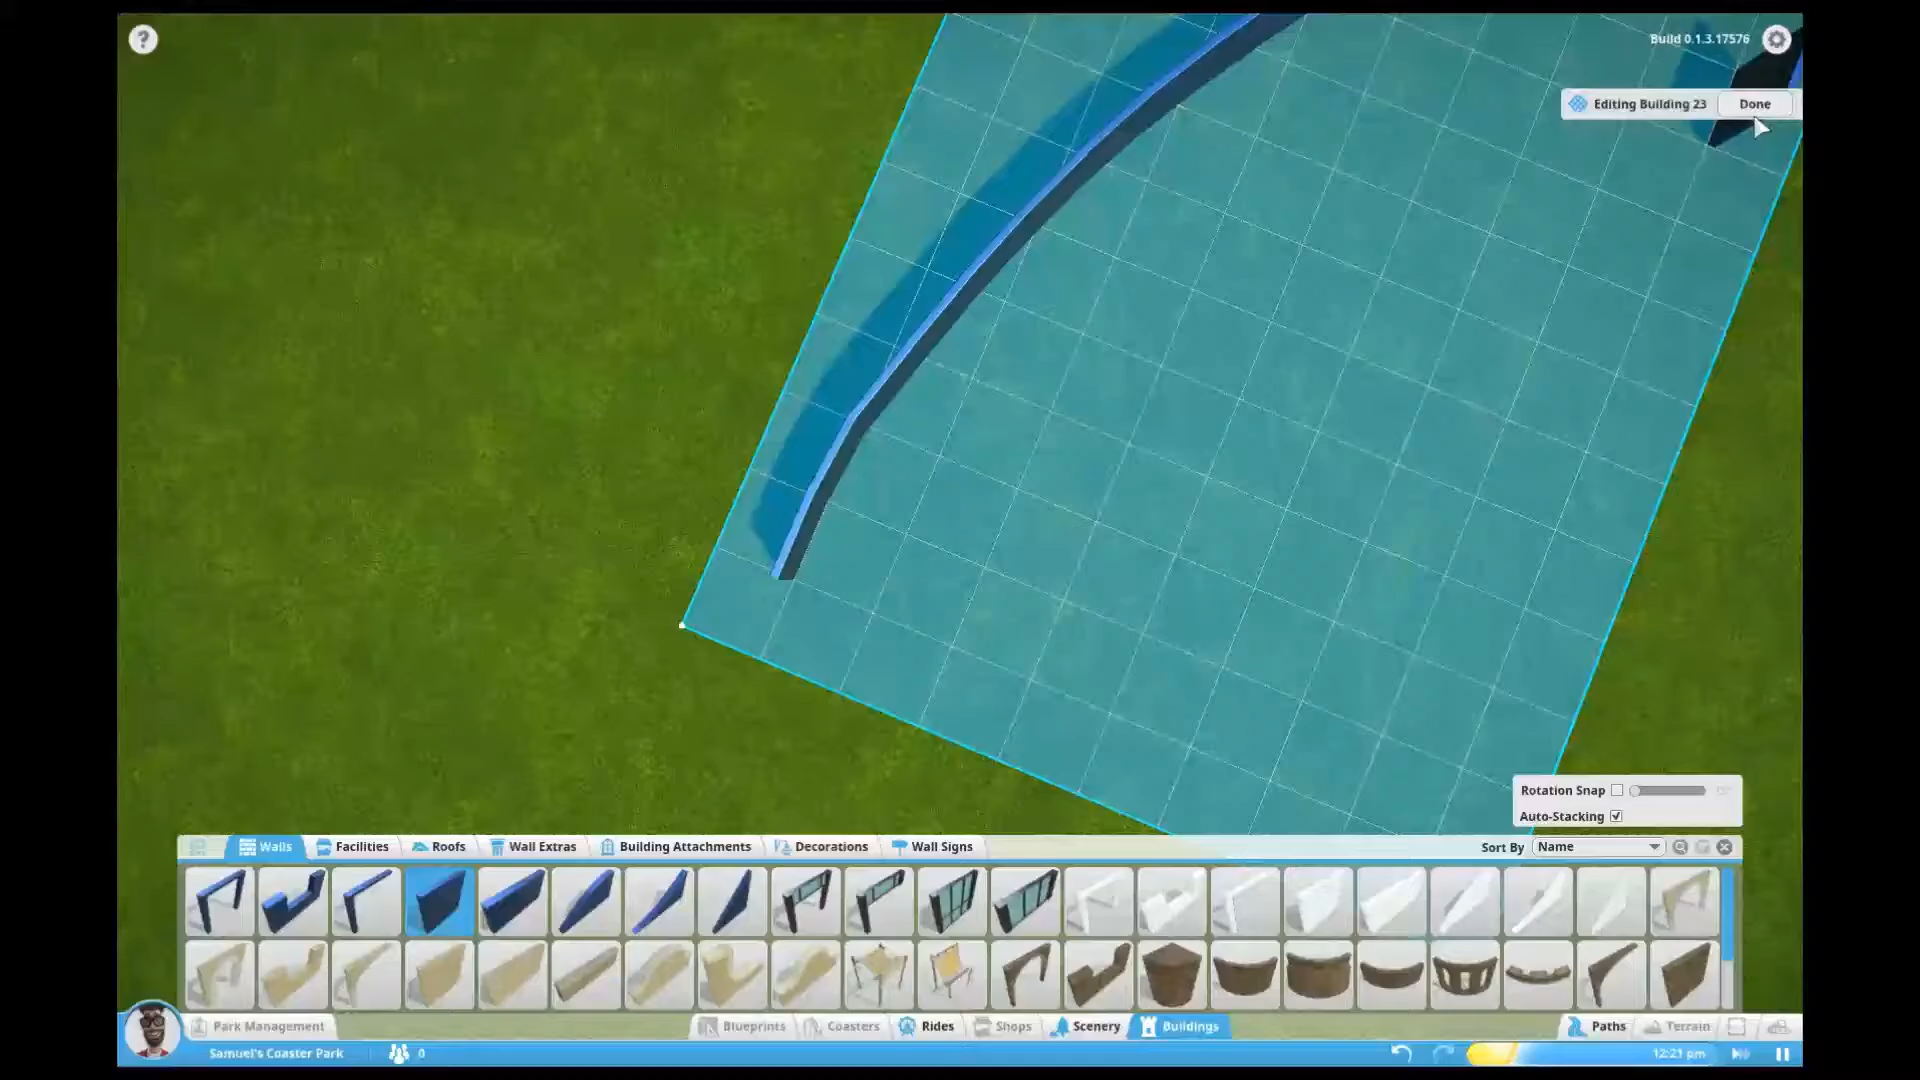 ?
Build 0.1.3.17576
Editing Building 23 Done
Rotation Snap
Auto-Stacking
Walls Facilities Roofs Wall Extras Building Attachments Decorations Wall Signs Sort By Name
Park Management Blueprints Coasters Rides Shops Scenery Buildings Paths Terrain
Samuel's Coaster Park 0 12:21 pm